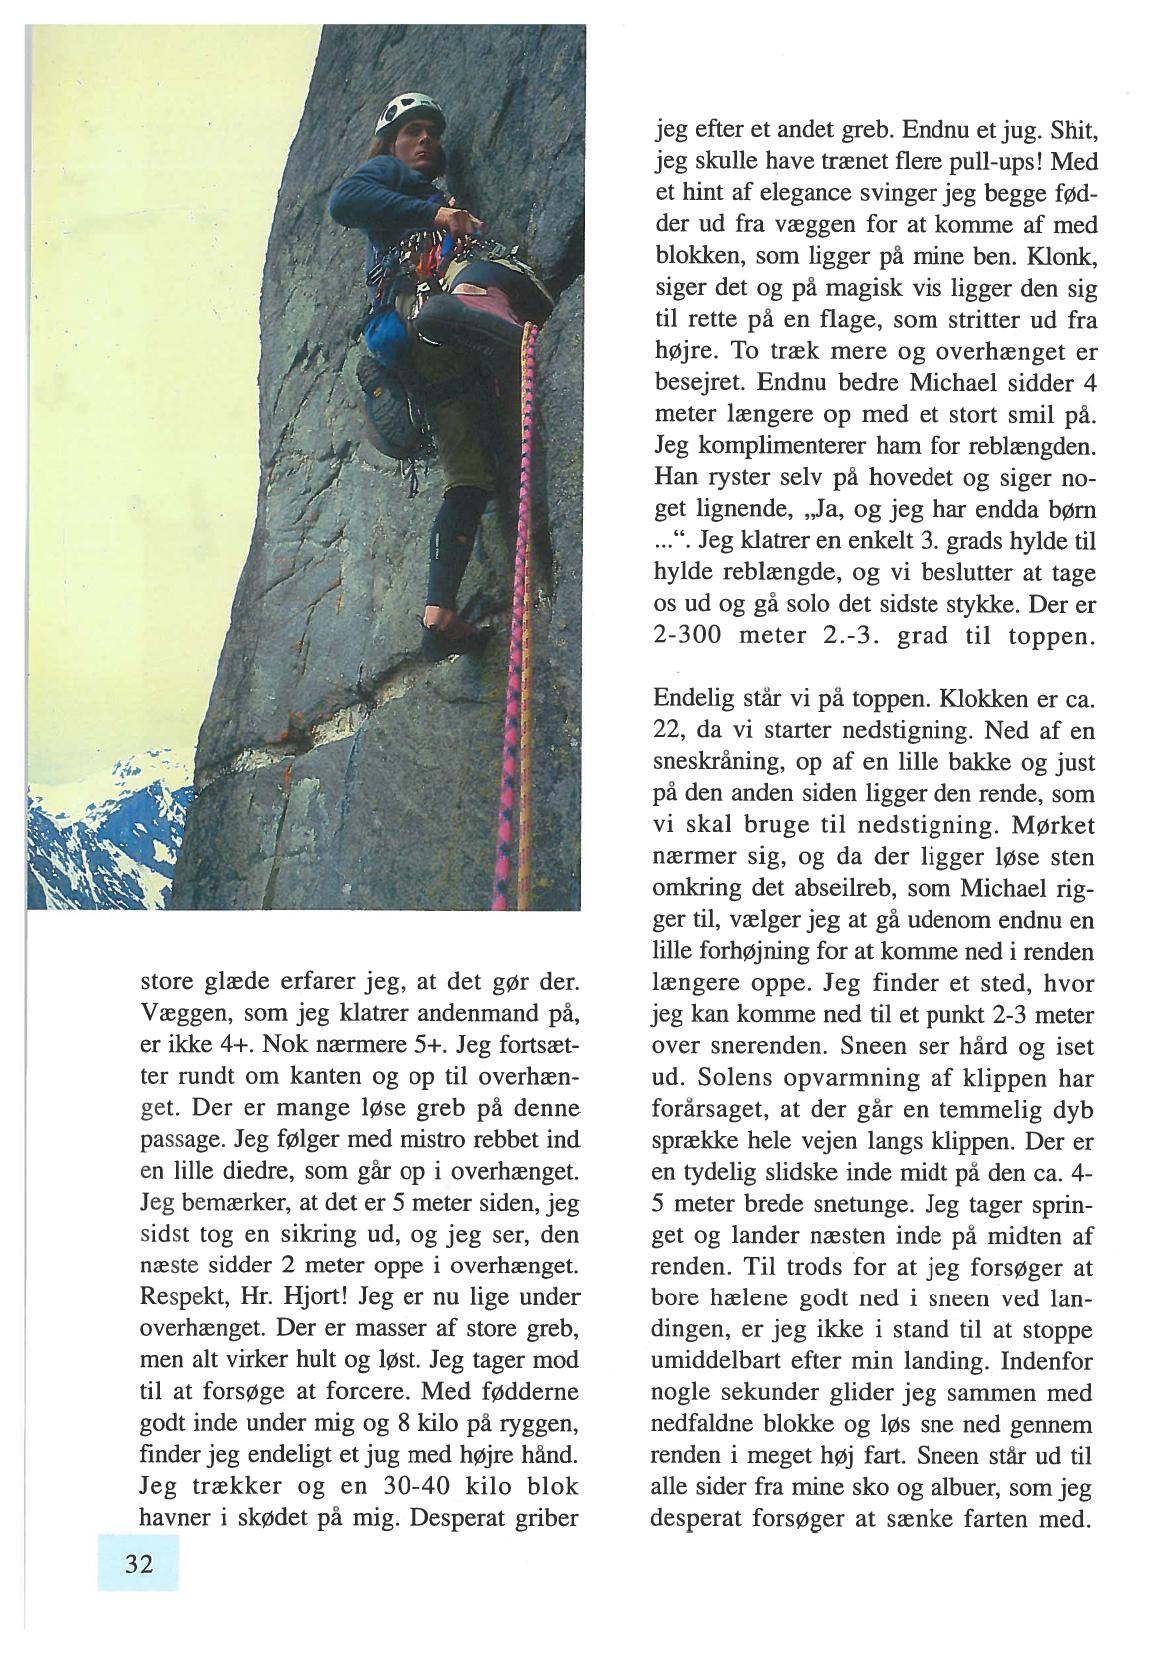 store glæde erfarer jeg, at det gør der.
Væggen, som jeg klatrer andenmand på,
er ikke 4+. Nok nærmere 5+. Jeg fortsæt-
ter rundt om kanten og op til overhæn-
get. Der er mange løse greb på denne
passage. Jeg følger med mistro rebbet ind
en lille diedre, som går op i overhænget.
Jeg bemærker, at det er 5 meter siden, jeg
sidst tog en sikring ud, og jeg ser, den
næste sidder 2 meter oppe i overhænget.
Respekt, Hr. Hjort! Jeg er nu lige under
overhænget. Der er masser af store greb,
men alt virker hult og løst. Jeg tager mod
til at forsøge at forcere. Med fødderne
godt inde under mig og 8 kilo på ryggen,
finder jeg endeligt et jug med højre hånd.
Jeg trækker og en 30-40 kilo blok
havner i skødet på mig. Desperat griber
jeg efter et andet greb. Endnu et jug. Shit,
jeg skulle have trænet flere pull-ups! Med
et hint af elegance svinger jeg begge fød-
der ud fra væggen for at komme af med
blokken, som ligger på mine ben. Klonk,
siger det og på magisk vis ligger den sig
til rette på en flage, som stritter ud fra
højre. To træk mere og overhænget er
besejret. Endnu bedre Michael sidder 4
meter længere op med et stort smil på.
Jeg komplimenterer ham for reblængden.
Han ryster selv på hovedet og siger no-
get lignende, „Ja, og jeg har endda børn
...“. Jeg klatrer en enkelt 3. grads hylde til
hylde reblængde, og vi beslutter at tage
os ud og gå solo det sidste stykke. Der er
2-300 meter 2.-3. grad til toppen.
Endelig står vi på toppen. Klokken er ca.
22, da vi starter nedstigning. Ned af en
sneskråning, op af en lille bakke og just
på den anden siden ligger den rende, som
vi skal bruge til nedstigning. Mørket
nærmer sig, og da der ligger løse sten
omkring det abseilreb, som Michael rig-
ger til, vælger jeg at gå udenom endnu en
lille forhøjning for at komme ned i renden
længere oppe. Jeg finder et sted, hvor
jeg kan komme ned til et punkt 2-3 meter
over snerenden. Sneen ser hård og iset
ud. Solens opvarmning af klippen har
forårsaget, at der går en temmelig dyb
sprække hele vejen langs klippen. Der er
en tydelig slidske inde midt på den ca. 4-
5 meter brede snetunge. Jeg tager sprin-
get og lander næsten inde på midten af
renden. Til trods for at jeg forsøger at
bore hælene godt ned i sneen ved lan-
dingen, er jeg ikke i stand til at stoppe
umiddelbart efter min landing. Indenfor
nogle sekunder glider jeg sammen med
nedfaldne blokke og løs sne ned gennem
renden i meget høj fart. Sneen står ud til
alle sider fra mine sko og albuer, som jeg
desperat forsøger at sænke farten med.
32